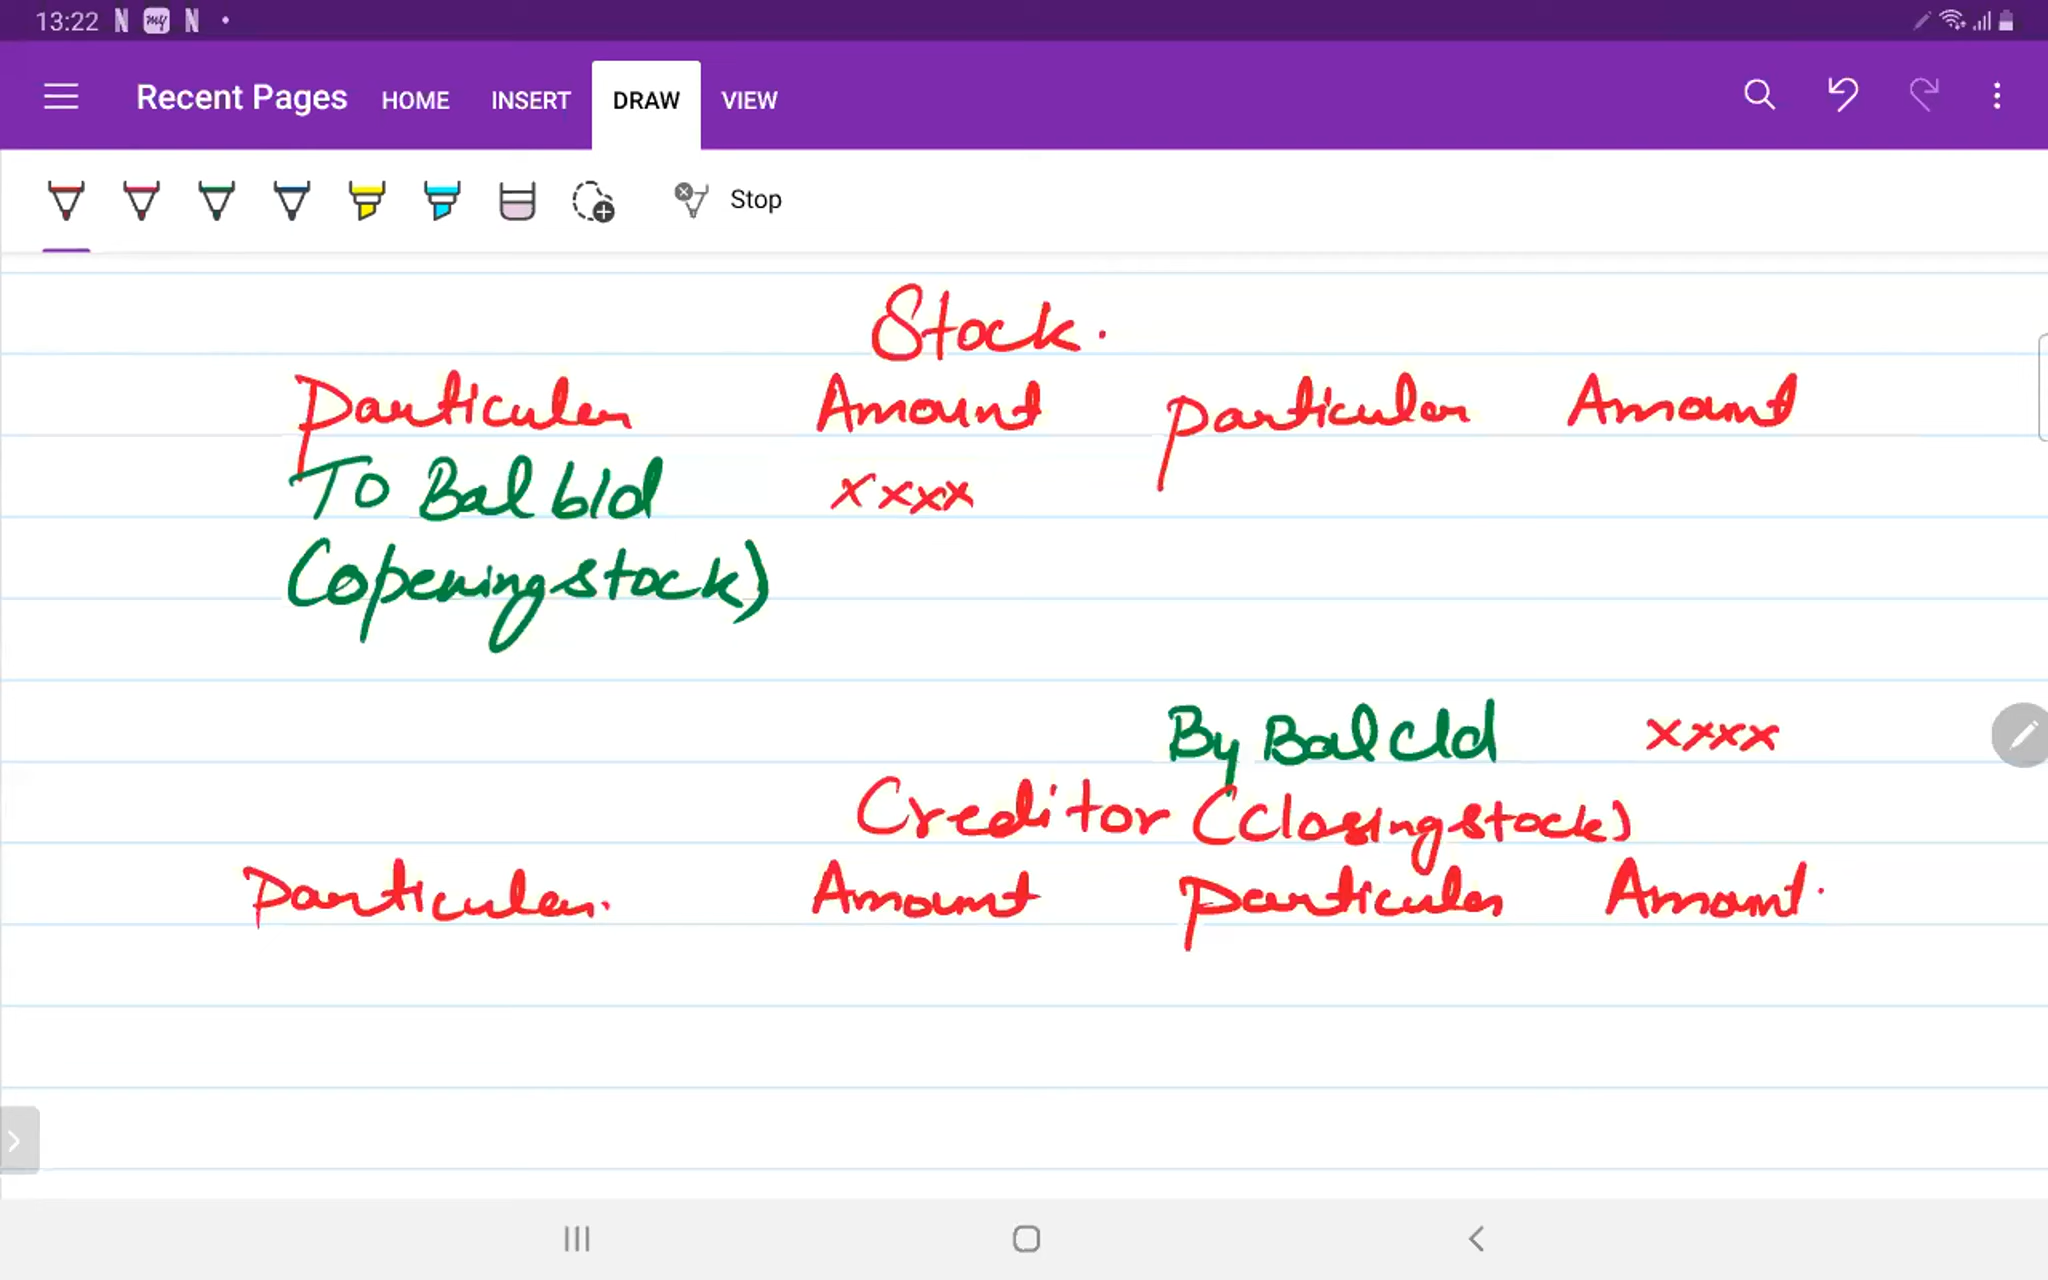 13:22 N my N
Recent Pages HOME INSERT DRAW VIEW
Stop
Stock.
Particular Amount Particular Amount
To Bal b/d xxxx
(opening stock)
By Bal c/d xxxx
Creditor (closing stock)
Particular. Amount Particular Amount.